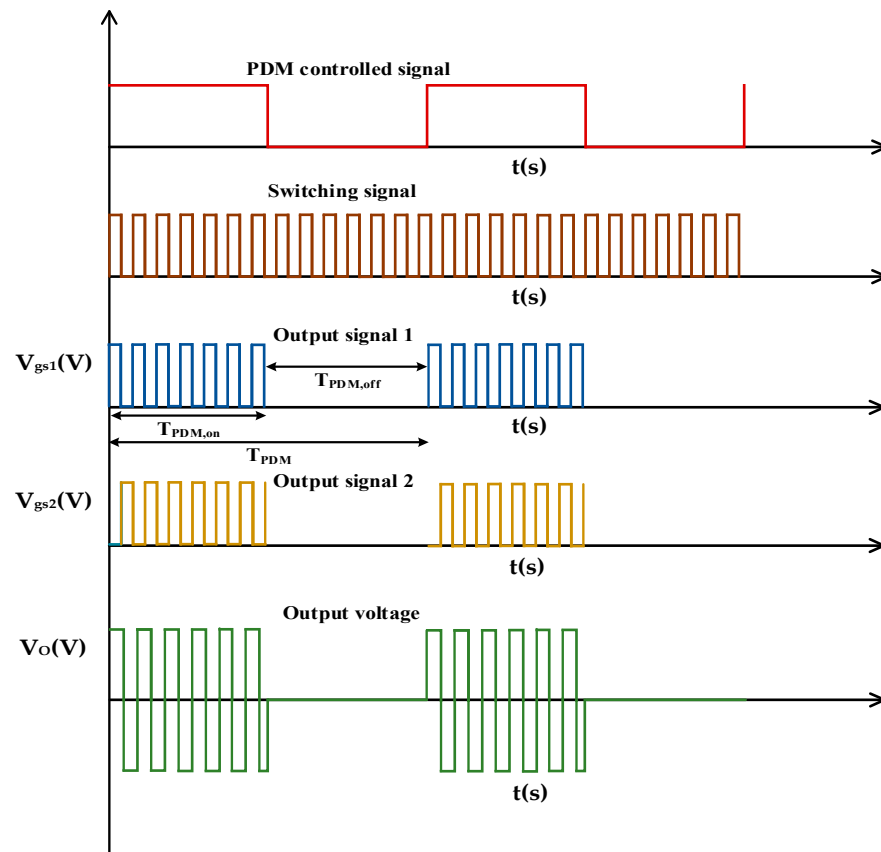 PDM controlled signal
t(s)
Switching signal
t(s)
Output signal 1
Vgs1(V)
TPDM,off
t(s)
TPDM,on
TPDM
Output signal 2
Vgs2(V)
t(s)
Output voltage
VO(V)
t(s)